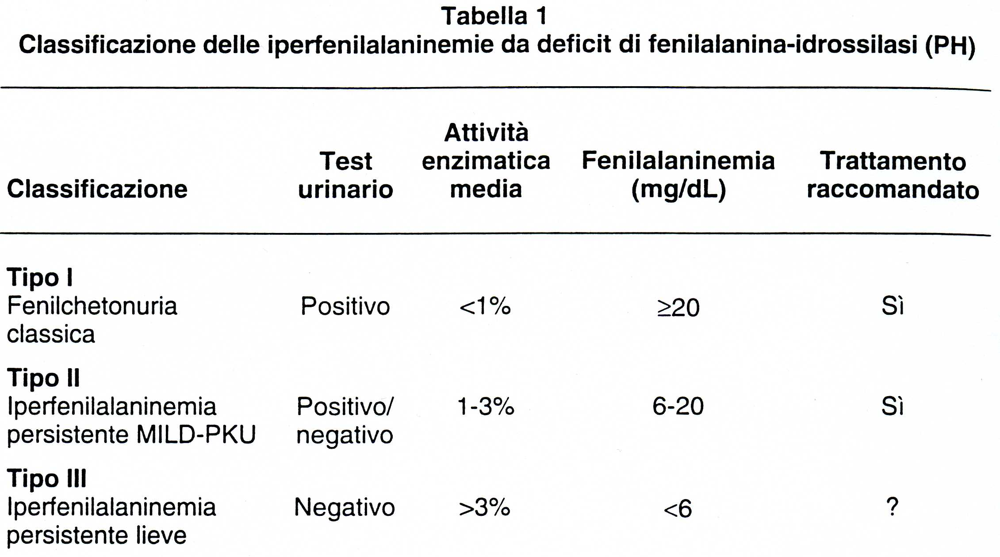 Tabella 1
Classificazione delle iperfenilalaninemie da deficit di fenilalanina-idrossilasi (PH)
Classificazione Test urinario Attività enzimatica media Fenilalaninemia (mg/dL) Trattamento raccomandato
Tipo I
Fenilchetonuria Positivo <1% ≥20 Sì
classica
Tipo II
Iperfenilalaninemia Positivo/ 1-3% 6-20 Sì
persistente MILD-PKU negativo
Tipo III
Iperfenilalaninemia Negativo >3% <6 ?
persistente lieve